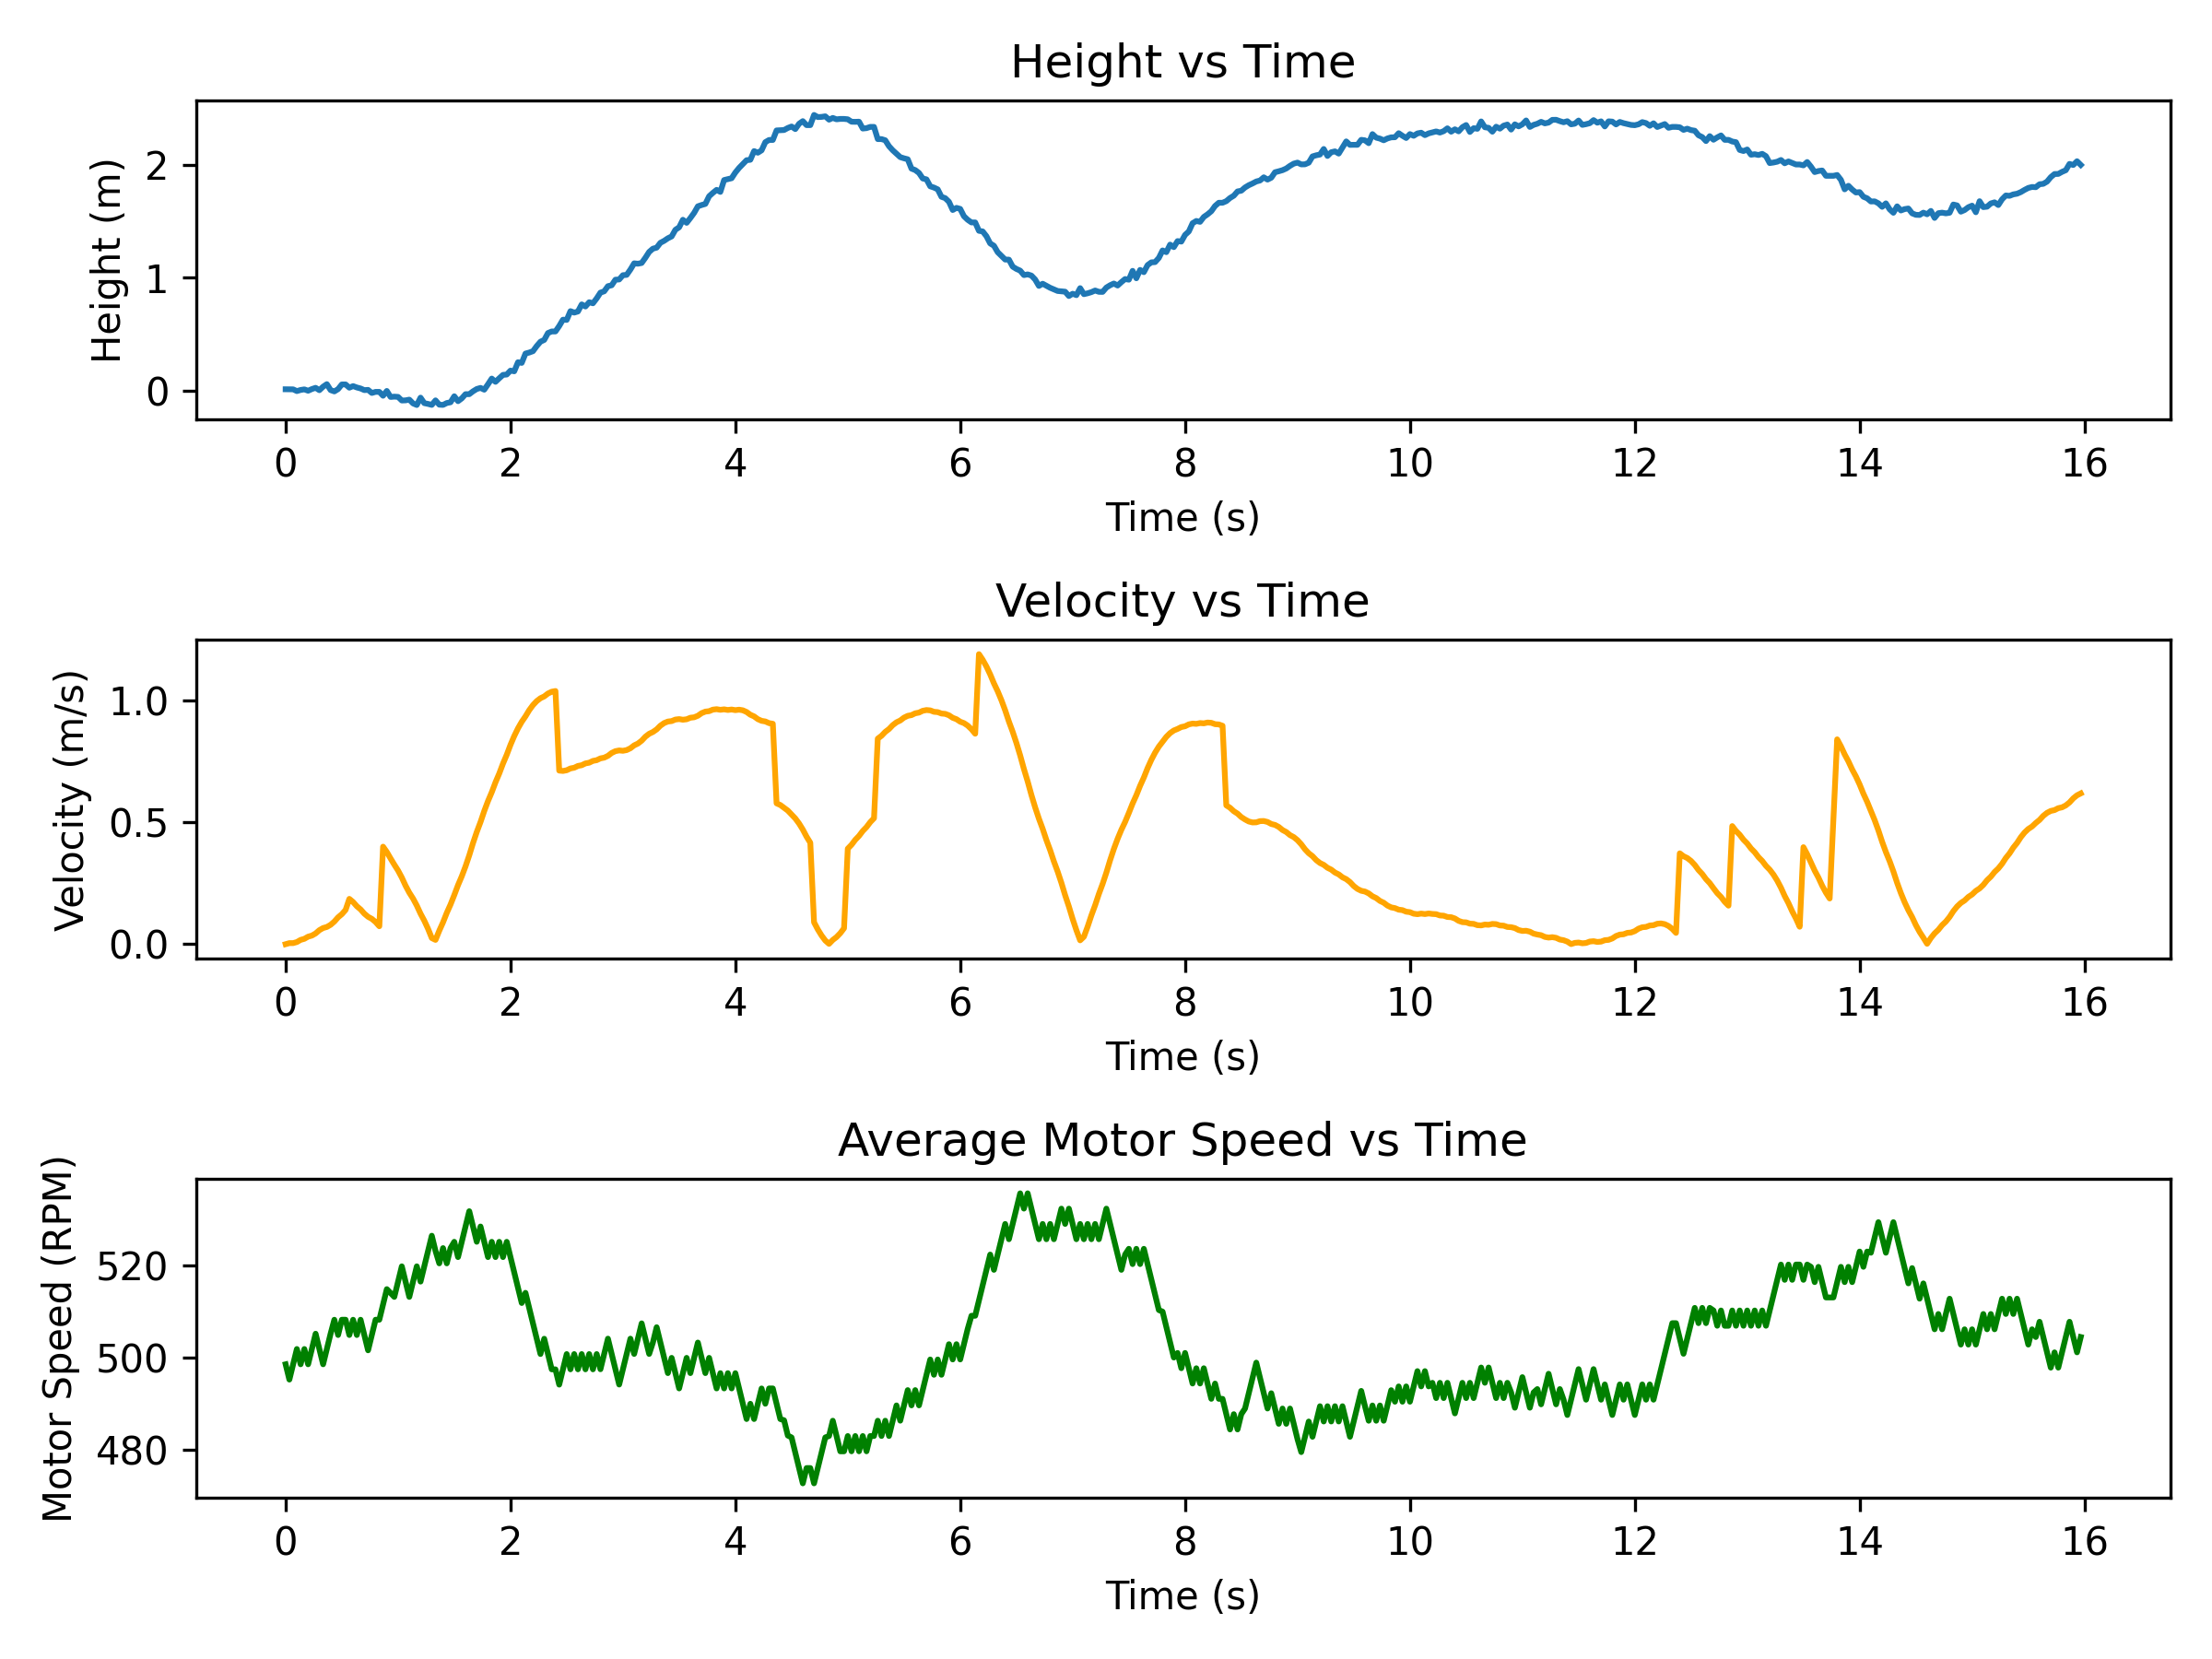 Height vs Time
Height (m)
2
1
0
0 2 4 6 8 10 12 14 16
Time (s)
Velocity vs Time
Velocity (m/s)
1.0
0.5
0.0
0 2 4 6 8 10 12 14 16
Time (s)
Average Motor Speed vs Time
Motor Speed (RPM)
520
500
480
0 2 4 6 8 10 12 14 16
Time (s)